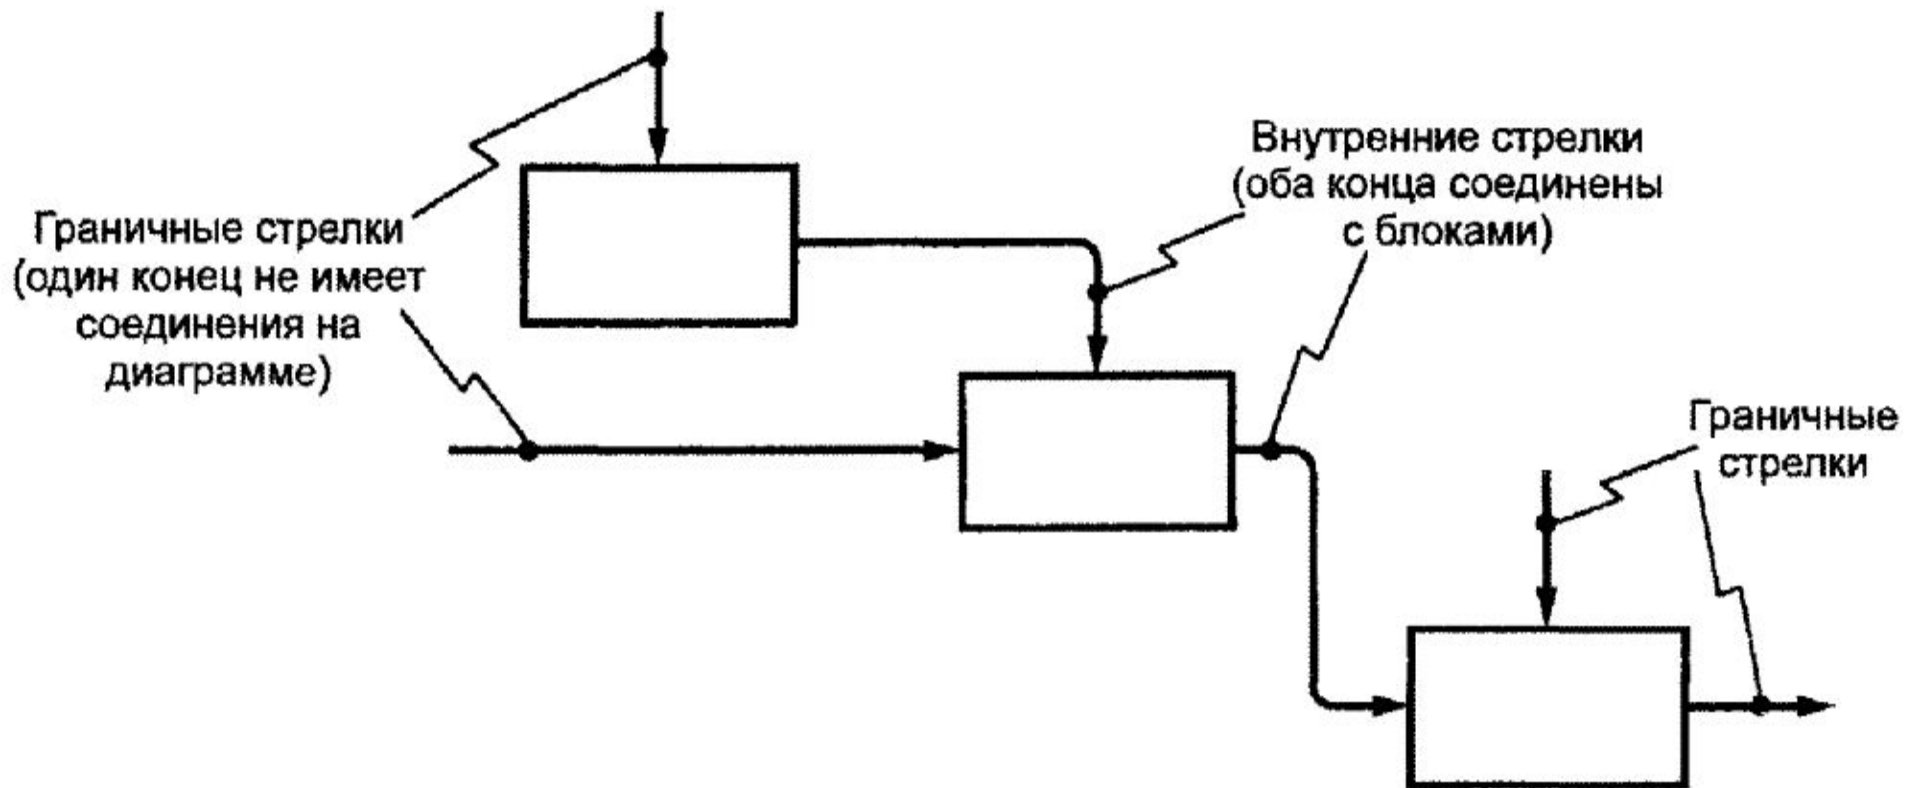 Граничные стрелки
(один конец не имеет
соединения на
диаграмме)
Внутренние стрелки
(оба конца соединены
с блоками)
Граничные
стрелки